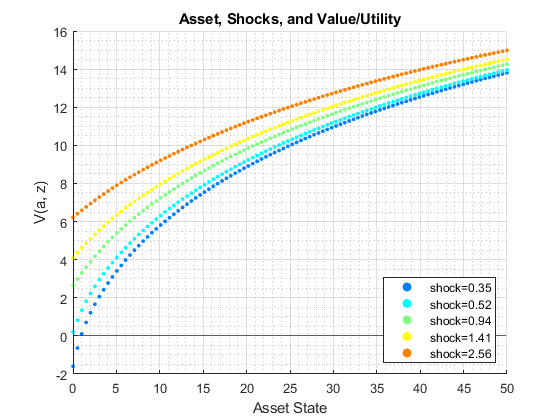 Asset, Shocks, and Value/Utility
16
14
12
10
8
6
4
2
0
-2
V(a, z)
0 5 10 15 20 25 30 35 40 45 50
Asset State
shock=0.35
shock=0.52
shock=0.94
shock=1.41
shock=2.56